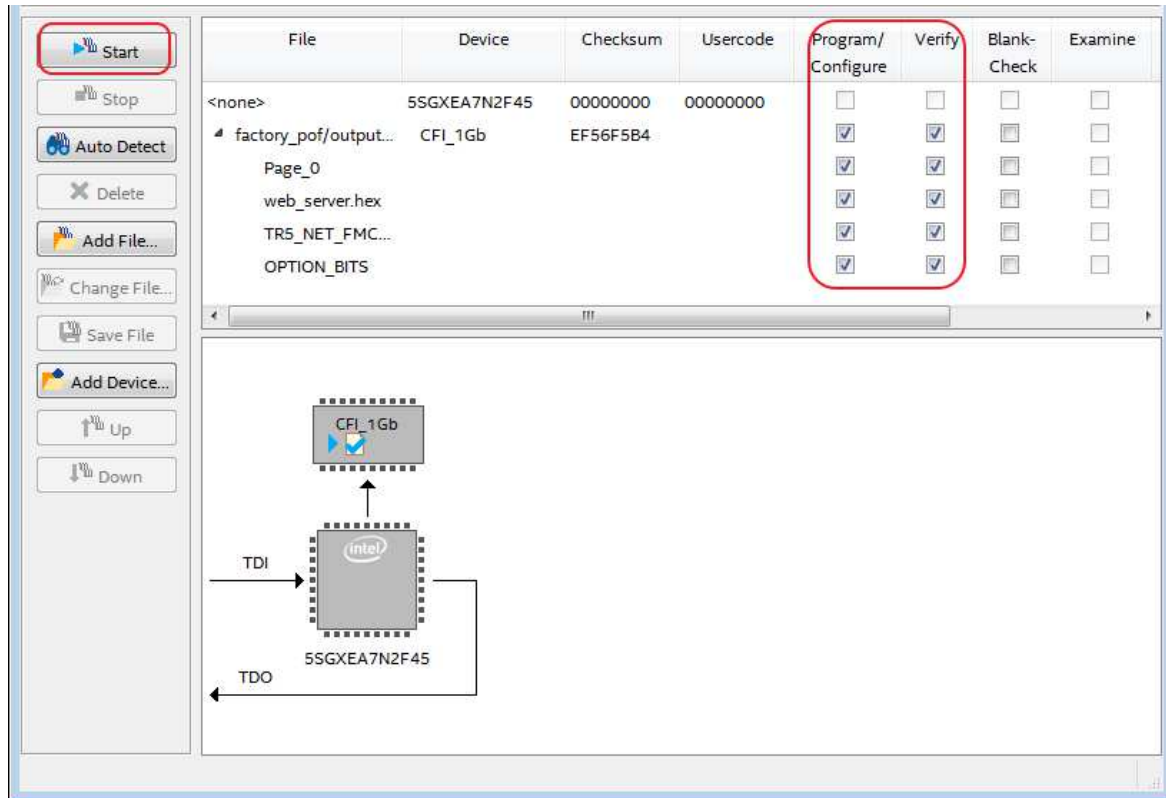 Start
Stop
Auto Detect
Delete
Add File...
Change File...
Save File
Add Device...
Up
Down
File Device Checksum Usercode Program/ Verify Blank- Examine
Configure Check
<none> 5SGXEA7N2F45 00000000 00000000
factory_pof/output... CFI_1Gb EF56F5B4
Page_0
web_server.hex
TR5_NET_FMC...
OPTION_BITS
CFI_1Gb
intel
TDI
5SGXEA7N2F45
TDO